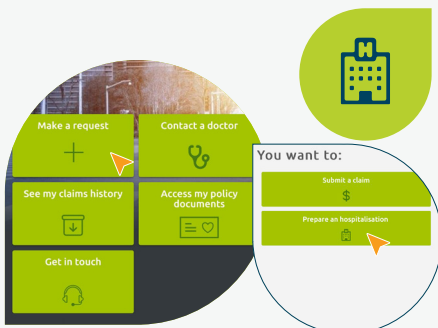 Make a request
Contact a doctor
See my claims history
Access my policy
documents
Get in touch
You want to:
Submit a claim
$
Prepare an hospitalisation
H